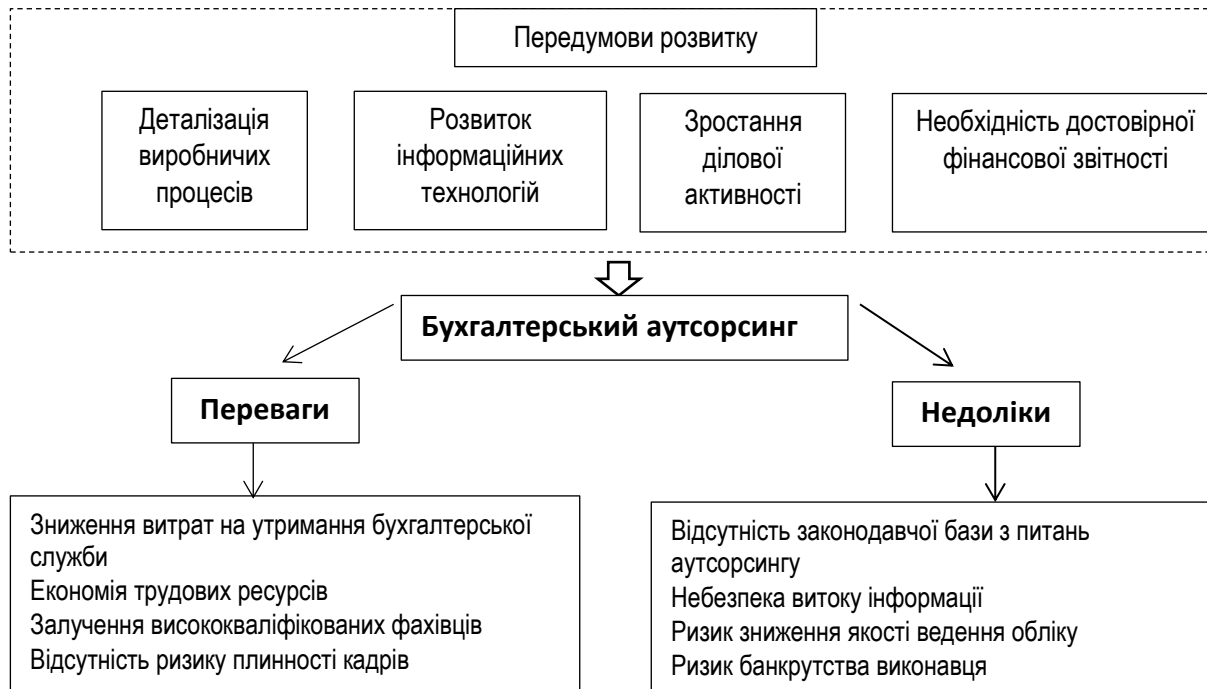 Передумови розвитку
Деталізація
виробничих
процесів
Розвиток
інформаційних
технологій
Зростання
ділової
активності
Необхідність достовірної
фінансової звітності
Бухгалтерський аутсорсинг
Переваги
Недоліки
Зниження витрат на утримання бухгалтерської
служби
Економія трудових ресурсів
Залучення висококваліфікованих фахівців
Відсутність ризику плинності кадрів
Відсутність законодавчої бази з питань
аутсорсингу
Небезпека витоку інформації
Ризик зниження якості ведення обліку
Ризик банкрутства виконавця